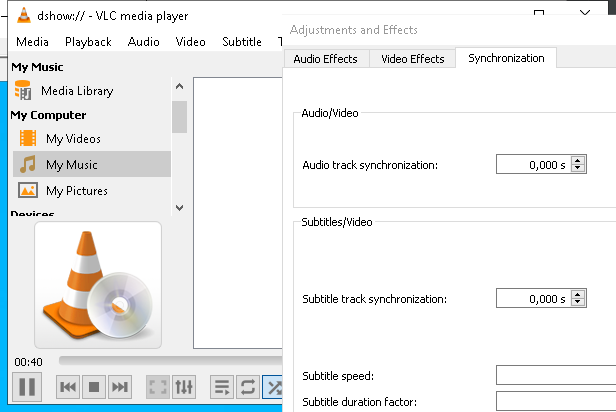 dshow:// - VLC media player
Media Playback Audio Video Subtitle
My Music
Media Library
My Computer
My Videos
My Music
My Pictures
Devices
00:40
Adjustments and Effects
Audio Effects Video Effects Synchronization
Audio/Video
Audio track synchronization: 0,000 s
Subtitles/Video
Subtitle track synchronization: 0,000 s
Subtitle speed:
Subtitle duration factor: